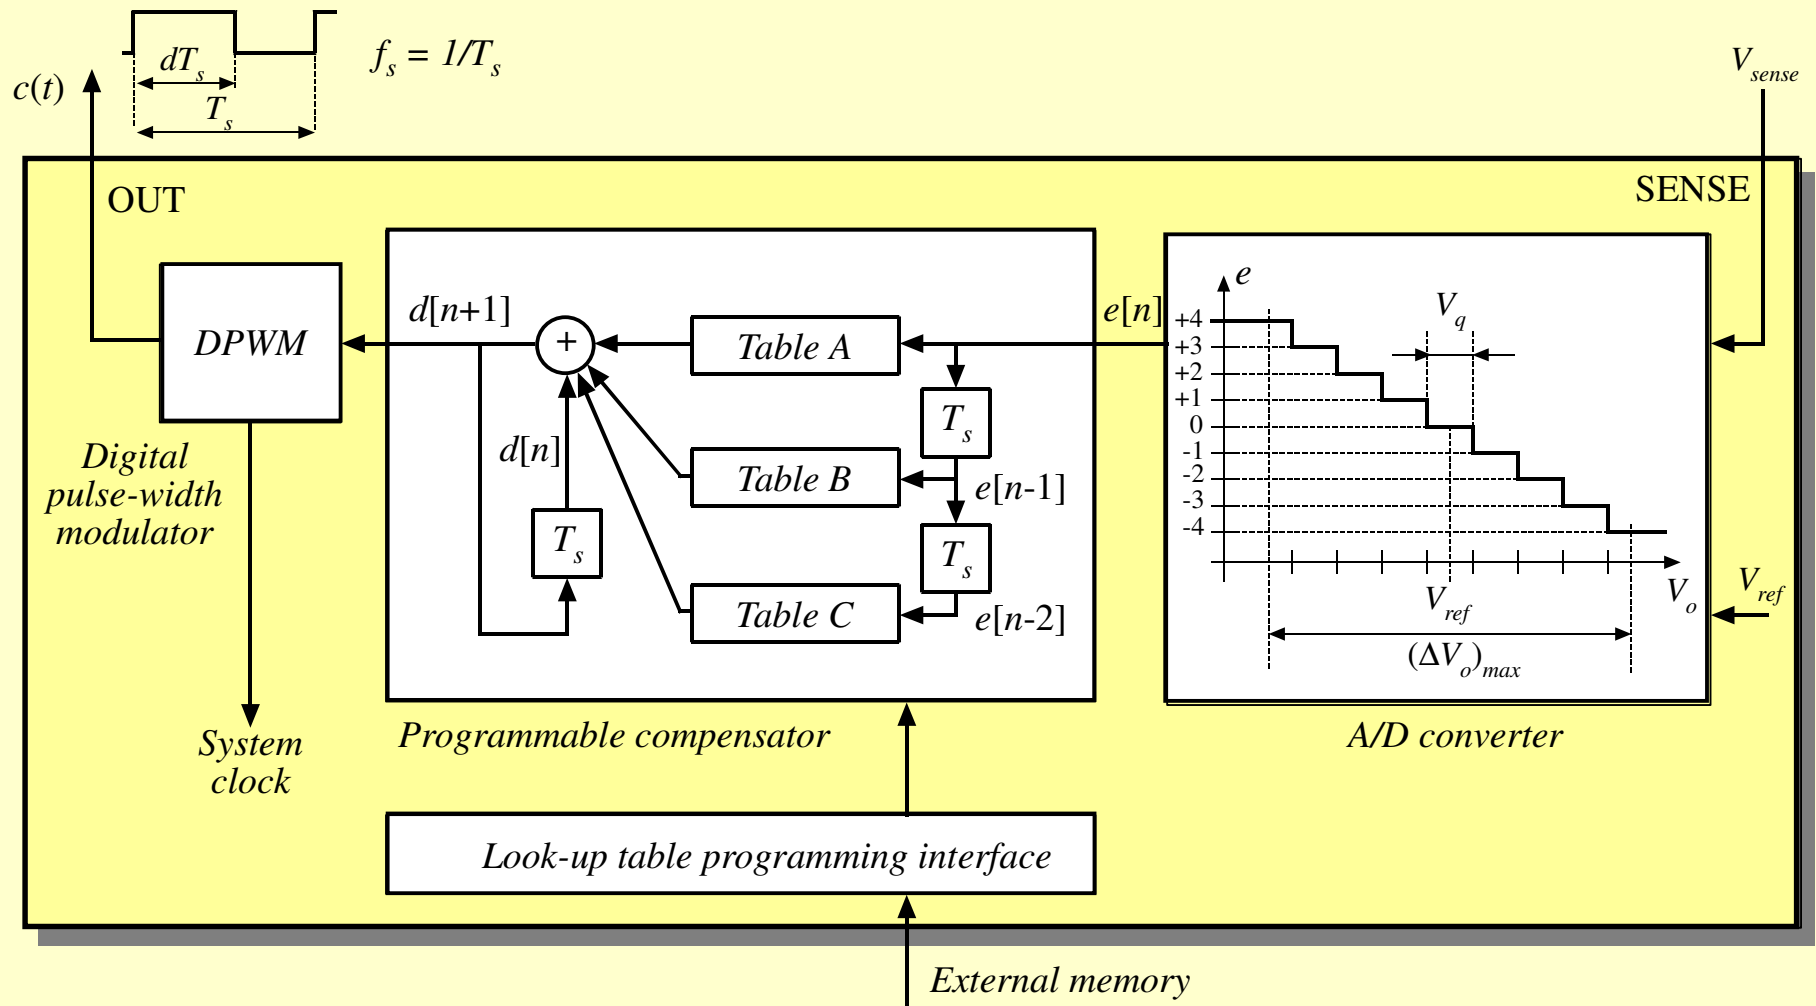 dTs
Ts
fs = 1/Ts
c(t)
Vsense
OUT
SENSE
DPWM
Digital
pulse-width
modulator
System
clock
d[n+1]
+
d[n]
Ts
Table A
Table B
Table C
Ts
Ts
e[n]
e[n-1]
e[n-2]
Programmable compensator
e
+4
+3
+2
+1
0
-1
-2
-3
-4
Vq
Vref
Vo
(ΔVo)max
Vref
A/D converter
Look-up table programming interface
External memory